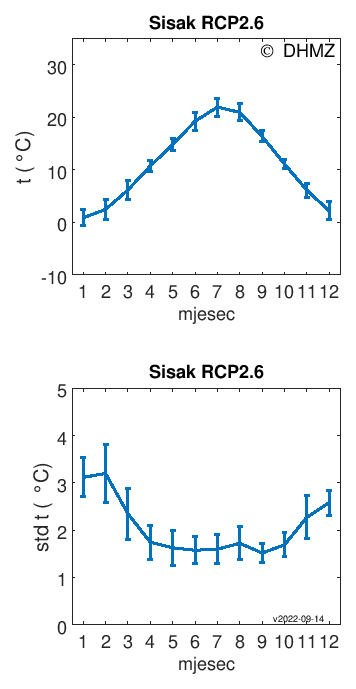 Sisak RCP2.6
© DHMZ
t ( °C)
30
20
10
0
-10
1 2 3 4 5 6 7 8 9 10 11 12
mjesec
Sisak RCP2.6
std t ( °C)
5
4
3
2
1
0
v2022-09-14
1 2 3 4 5 6 7 8 9 10 11 12
mjesec